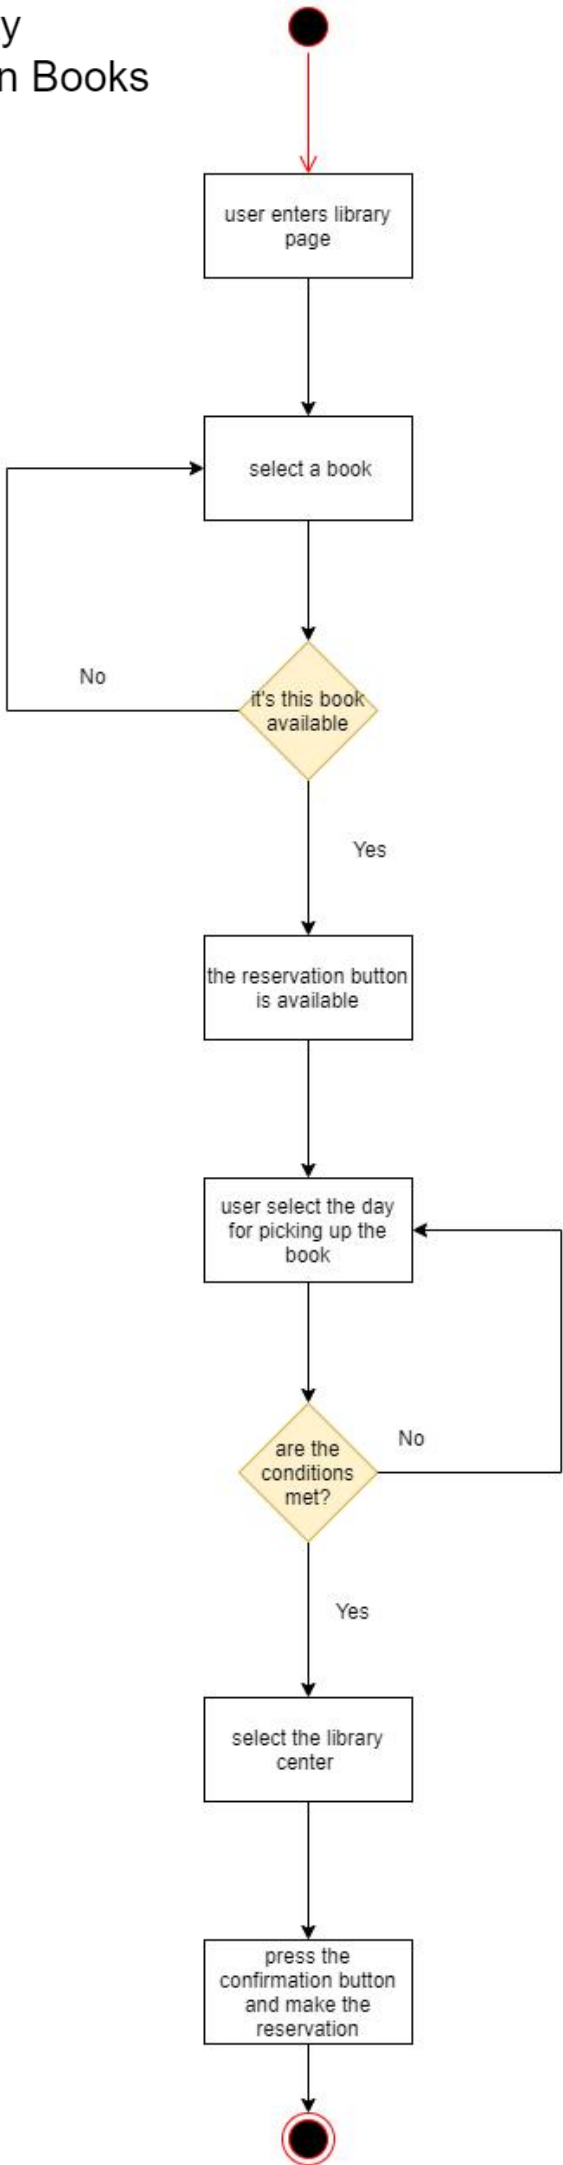 y
n Books
user enters library
page
select a book
No
it's this book
available
Yes
the reservation button
is available
user select the day
for picking up the
book
No
are the
conditions
met?
Yes
select the library
center
press the
confirmation button
and make the
reservation